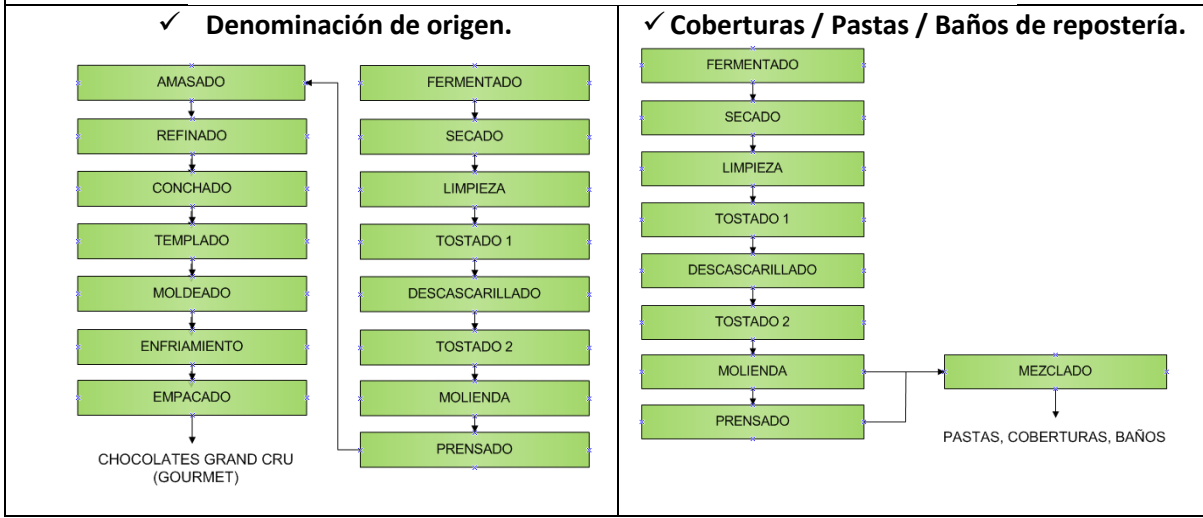 ✓ Denominación de origen.
FERMENTADO
SECADO
LIMPIEZA
TOSTADO 1
DESCASCARILLADO
TOSTADO 2
MOLIENDA
PRENSADO
AMASADO
REFINADO
CONCHADO
TEMPLADO
MOLDEADO
ENFRIAMIENTO
EMPACADO
CHOCOLATES GRAND CRU
(GOURMET)
✓ Coberturas / Pastas / Baños de repostería.
FERMENTADO
SECADO
LIMPIEZA
TOSTADO 1
DESCASCARILLADO
TOSTADO 2
MOLIENDA
PRENSADO
MEZCLADO
PASTAS, COBERTURAS, BAÑOS